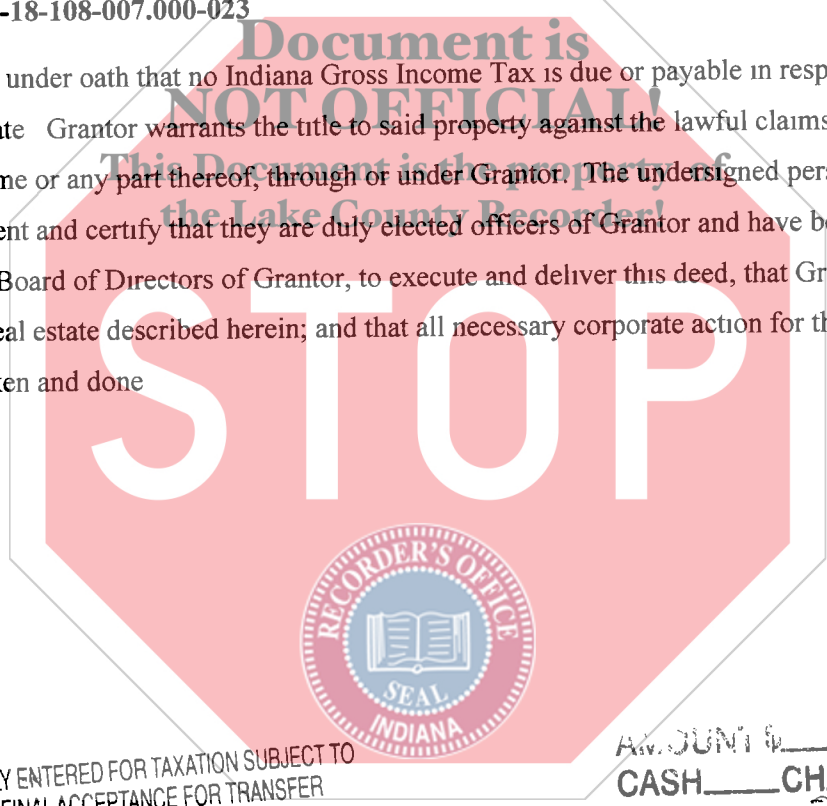 -18-108-007.000-023
Document is
under oath that no Indiana Gross Income Tax is due or payable in resp
NOT OFFICIAL!
te Grantor warrants the title to said property against the lawful claims
This Document is the property of
me or any part thereof, through or under Grantor. The undersigned per
the Lake County Recorder!
ent and certify that they are duly elected officers of Grantor and have b
Board of Directors of Grantor, to execute and deliver this deed, that Gr
eal estate described herein; and that all necessary corporate action for th
ken and done
STOP
RECORDER'S OFFICE
SEAL
INDIANA
Y ENTERED FOR TAXATION SUBJECT TO
FINAL ACCEPTANCE FOR TRANSFER
AMOUNT $
CASH____CH